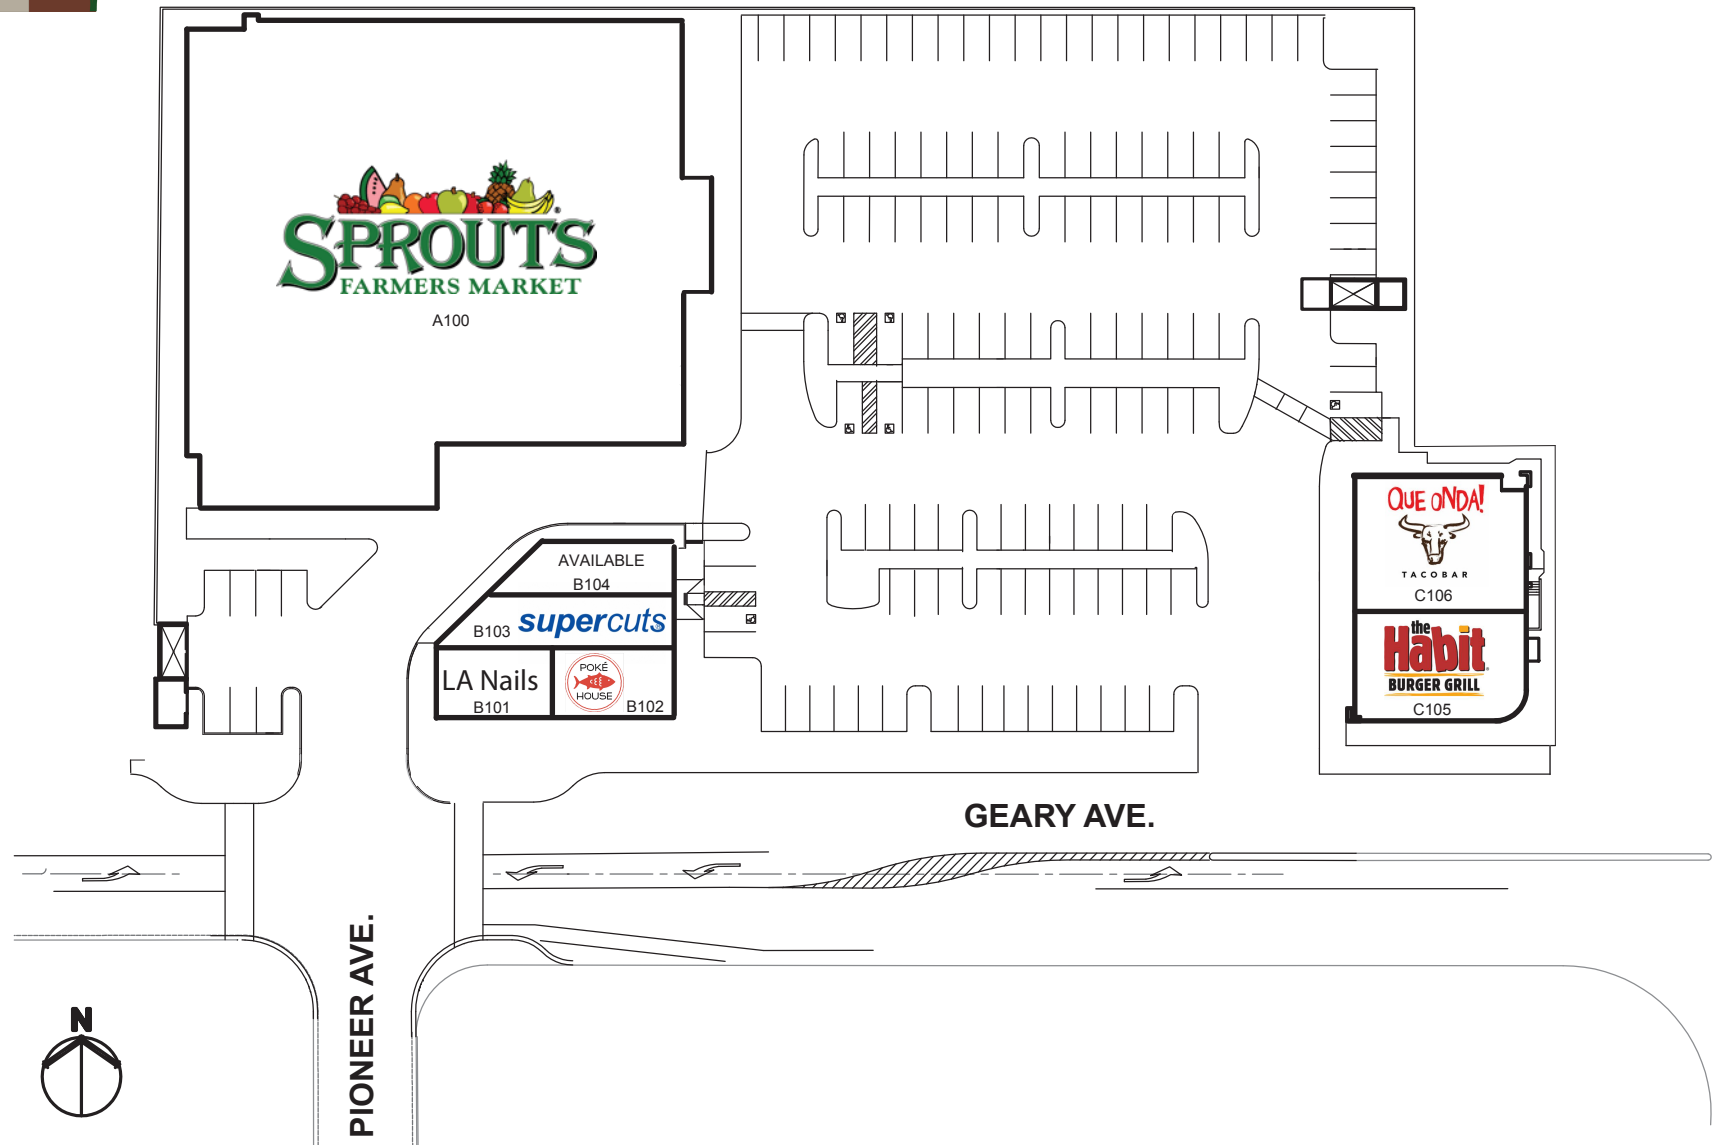 SPROUTS
FARMERS MARKET
A100
AVAILABLE
B104
B103 supercuts
LA Nails
B101
POKÉ
HOUSE
B102
QUE ONDA!
TACOBAR
C106
the
Habit
BURGER GRILL
C105
GEARY AVE.
PIONEER AVE.
N